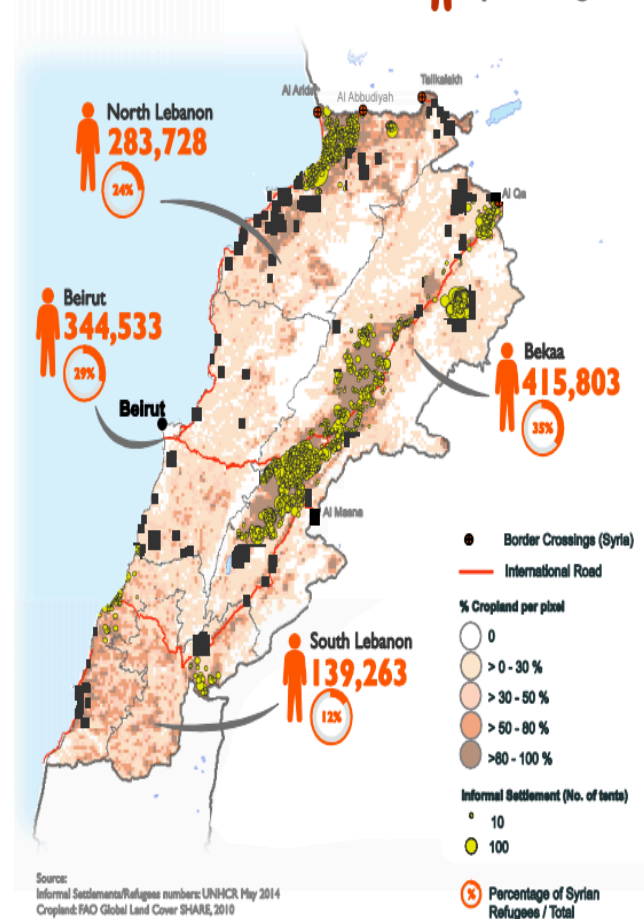 Al Abbudiyah
Tallkalakh
North Lebanon
283,728
24%
Al Qa
Beirut
344,533
29%
Bekaa
415,803
35%
Beirut
Al Masna
Border Crossings (Syria)
International Road
% Cropland per pixel
0
> 0 - 30 %
> 30 - 50 %
> 50 - 80 %
>80 - 100 %
South Lebanon
139,263
12%
Informal Settlement (No. of tents)
10
100
%
Percentage of Syrian
Refugees / Total
Source:
Informal Settlements/Refugees numbers: UNHCR May 2014
Cropland: FAO Global Land Cover SHARE, 2010